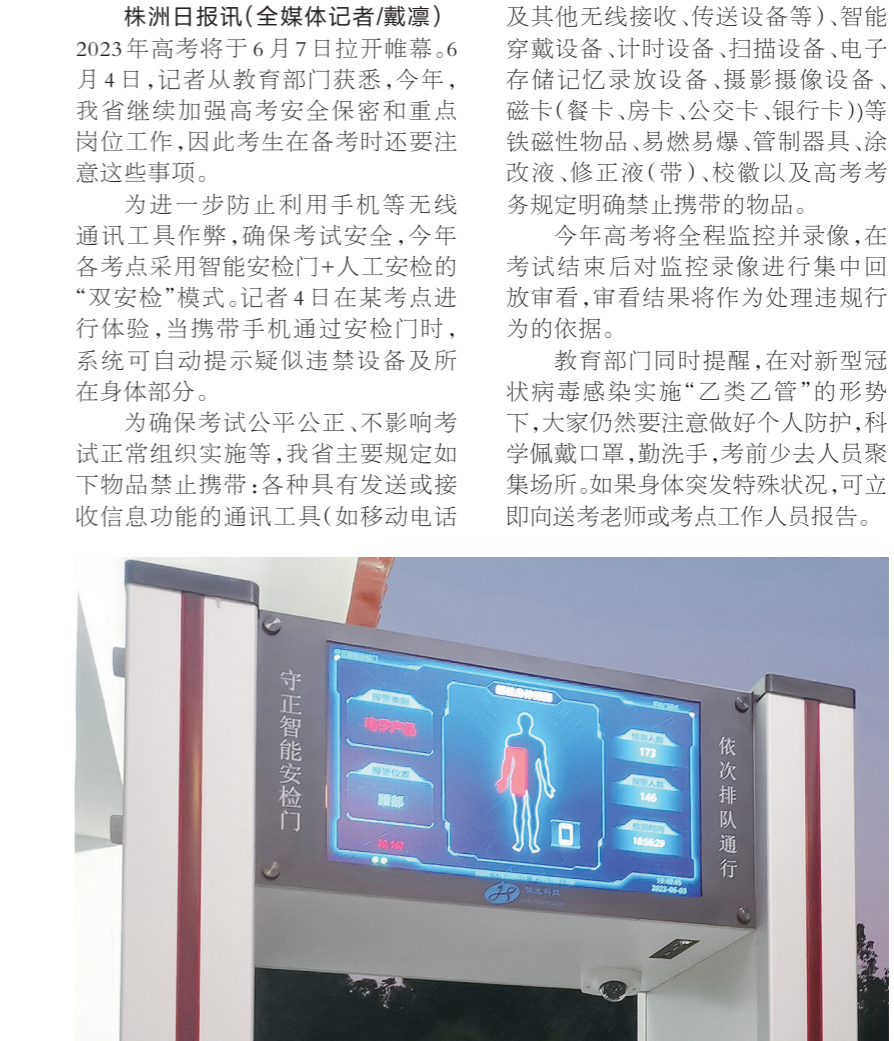 株洲日报讯(全媒体记者/戴凛)
2023年高考将于6月7日拉开帷幕。6
月4日,记者从教育部门获悉,今年,
我省继续加强高考安全保密和重点
岗位工作,因此考生在备考时还要注
意这些事项。
为进一步防止利用手机等无线
通讯工具作弊,确保考试安全,今年
各考点采用智能安检门+人工安检的
“双安检”模式。记者4日在某考点进
行体验,当携带手机通过安检门时,
系统可自动提示疑似违禁设备及所
在身体部分。
为确保考试公平公正、不影响考
试正常组织实施等,我省主要规定如
下物品禁止携带:各种具有发送或接
收信息功能的通讯工具(如移动电话
及其他无线接收、传送设备等)、智能
穿戴设备、计时设备、扫描设备、电子
存储记忆录放设备、摄影摄像设备、
磁卡(餐卡、房卡、公交卡、银行卡))等
铁磁性物品、易燃易爆、管制器具、涂
改液、修正液(带)、校徽以及高考考
务规定明确禁止携带的物品。
今年高考将全程监控并录像,在
考试结束后对监控录像进行集中回
放审看,审看结果将作为处理违规行
为的依据。
教育部门同时提醒,在对新型冠
状病毒感染实施“乙类乙管”的形势
下,大家仍然要注意做好个人防护,科
学佩戴口罩,勤洗手,考前少去人员聚
集场所。如果身体突发特殊状况,可立
即向送考老师或考点工作人员报告。
守正智能安检门
报警类别
电子产品
报警位置
腰部
检测人数
173
报警人数
146
检测时间
18:56:29
2023-06-03
依次排队通行